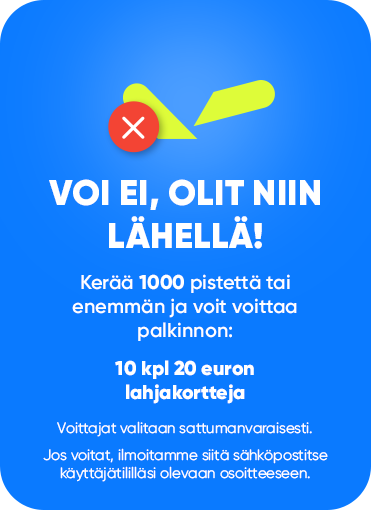 VOI EI, OLIT NIIN
LÄHELLÄ!
Kerää 1000 pistettä tai
enemmän ja voit voittaa
palkinnon:
10 kpl 20 euron
lahjakortteja
Voittajat valitaan sattumanvaraisesti.
Jos voitat, ilmoitamme siitä sähköpostitse
käyttäjätililläsi olevaan osoitteeseen.